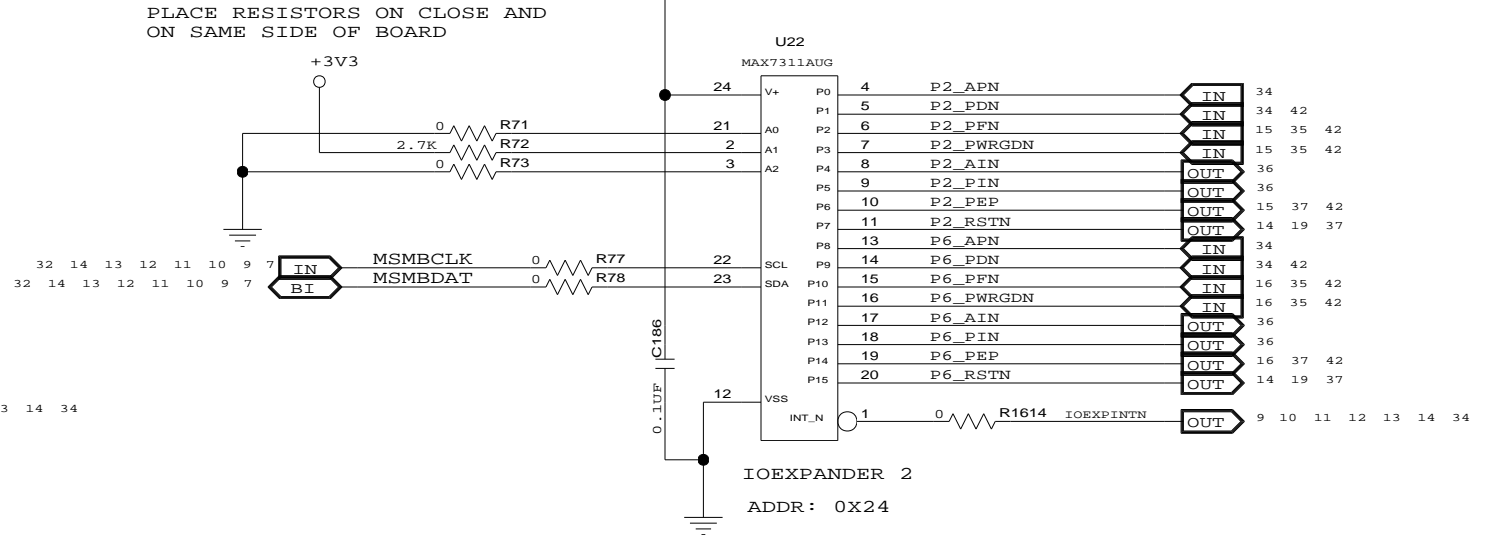 PLACE RESISTORS ON CLOSE AND
ON SAME SIDE OF BOARD
+3V3
U22
MAX7311AUG
24 V+ P0 4 P2_APN IN 34
P1 5 P2_PDN IN 34 42
0 R71 21 A0 P2 6 P2_PFN IN 15 35 42
2.7K R72 2 A1 P3 7 P2_PWRGDN IN 15 35 42
0 R73 3 A2 P4 8 P2_AIN OUT 36
P5 9 P2_PIN OUT 36
P6 10 P2_PEP OUT 15 37 42
P7 11 P2_RSTN OUT 14 19 37
P8 13 P6_APN IN 34
32 14 13 12 11 10 9 7 IN MSMBCLK 0 R77 22 SCL P9 14 P6_PDN IN 34 42
32 14 13 12 11 10 9 7 BI MSMBDAT 0 R78 23 SDA P10 15 P6_PFN IN 16 35 42
P11 16 P6_PWRGDN IN 16 35 42
P12 17 P6_AIN OUT 36
P13 18 P6_PIN OUT 36
P14 19 P6_PEP OUT 16 37 42
P15 20 P6_RSTN OUT 14 19 37
C186
0.1UF
12 VSS
3 14 34
INT_N 1 0 R1614 IOEXPINTN OUT 9 10 11 12 13 14 34
IOEXPANDER 2
ADDR: 0X24